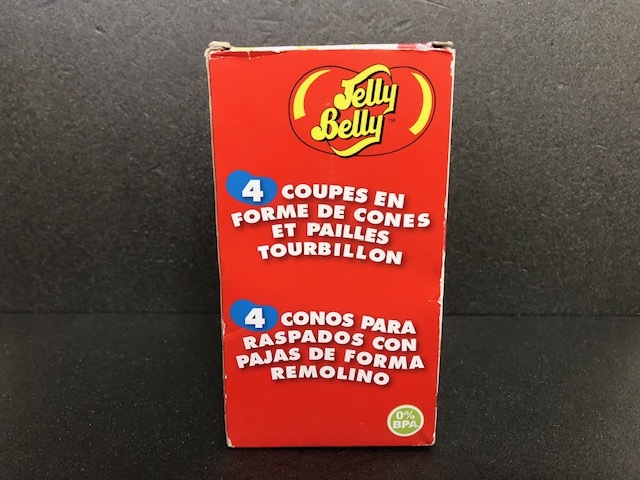 Jelly
Belly™
4 COUPES EN
FORME DE CONES
ET PAILLES
TOURBILLON
4 CONOS PARA
RASPADOS CON
PAJAS DE FORMA
REMOLINO
0%
BPA